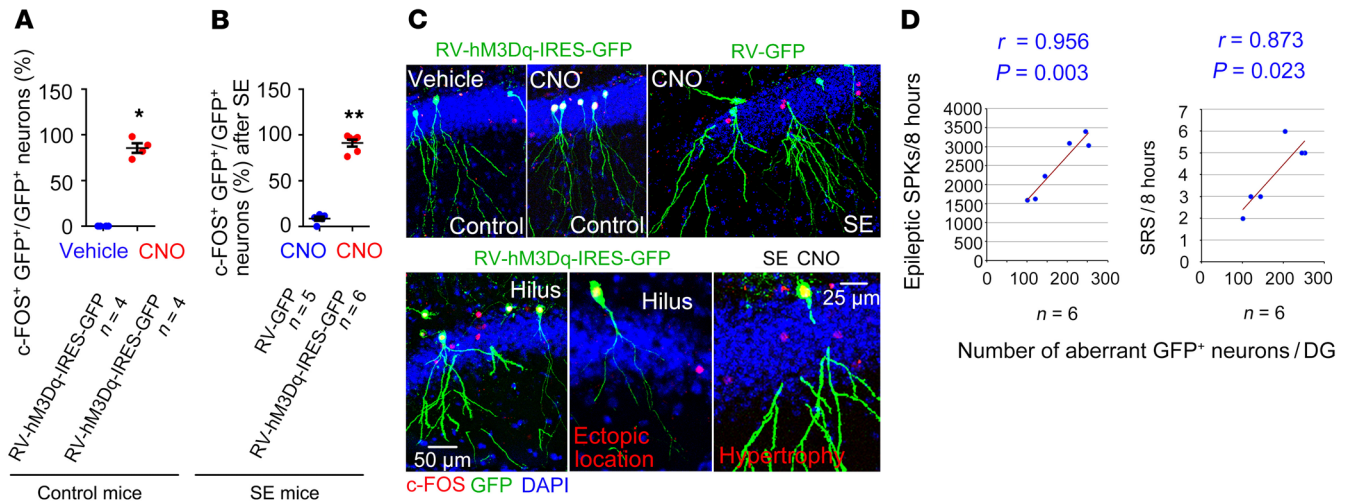 A
c-FOS⁺ GFP⁺/GFP⁺ neurons (%)
150
100
50
0
*
Vehicle CNO
RV-hM3Dq-IRES-GFP
n = 4
RV-hM3Dq-IRES-GFP
n = 4
Control mice
B
c-FOS⁺ GFP⁺/GFP⁺
neurons (%) after SE
150
100
50
0
**
CNO CNO
RV-GFP
n = 5
RV-hM3Dq-IRES-GFP
n = 6
SE mice
C
RV-hM3Dq-IRES-GFP RV-GFP
Vehicle CNO CNO
Control Control SE
RV-hM3Dq-IRES-GFP SE CNO
Hilus Hilus 25 μm
Ectopic
location
Hypertrophy
50 μm
c-FOS GFP DAPI
D
r = 0.956
P = 0.003
Epileptic SPKs/8 hours
4000
3500
3000
2500
2000
1500
1000
500
0
0 100 200 300
n = 6
r = 0.873
P = 0.023
SRS / 8 hours
7
6
5
4
3
2
1
0
0 100 200 300
n = 6
Number of aberrant GFP⁺ neurons / DG